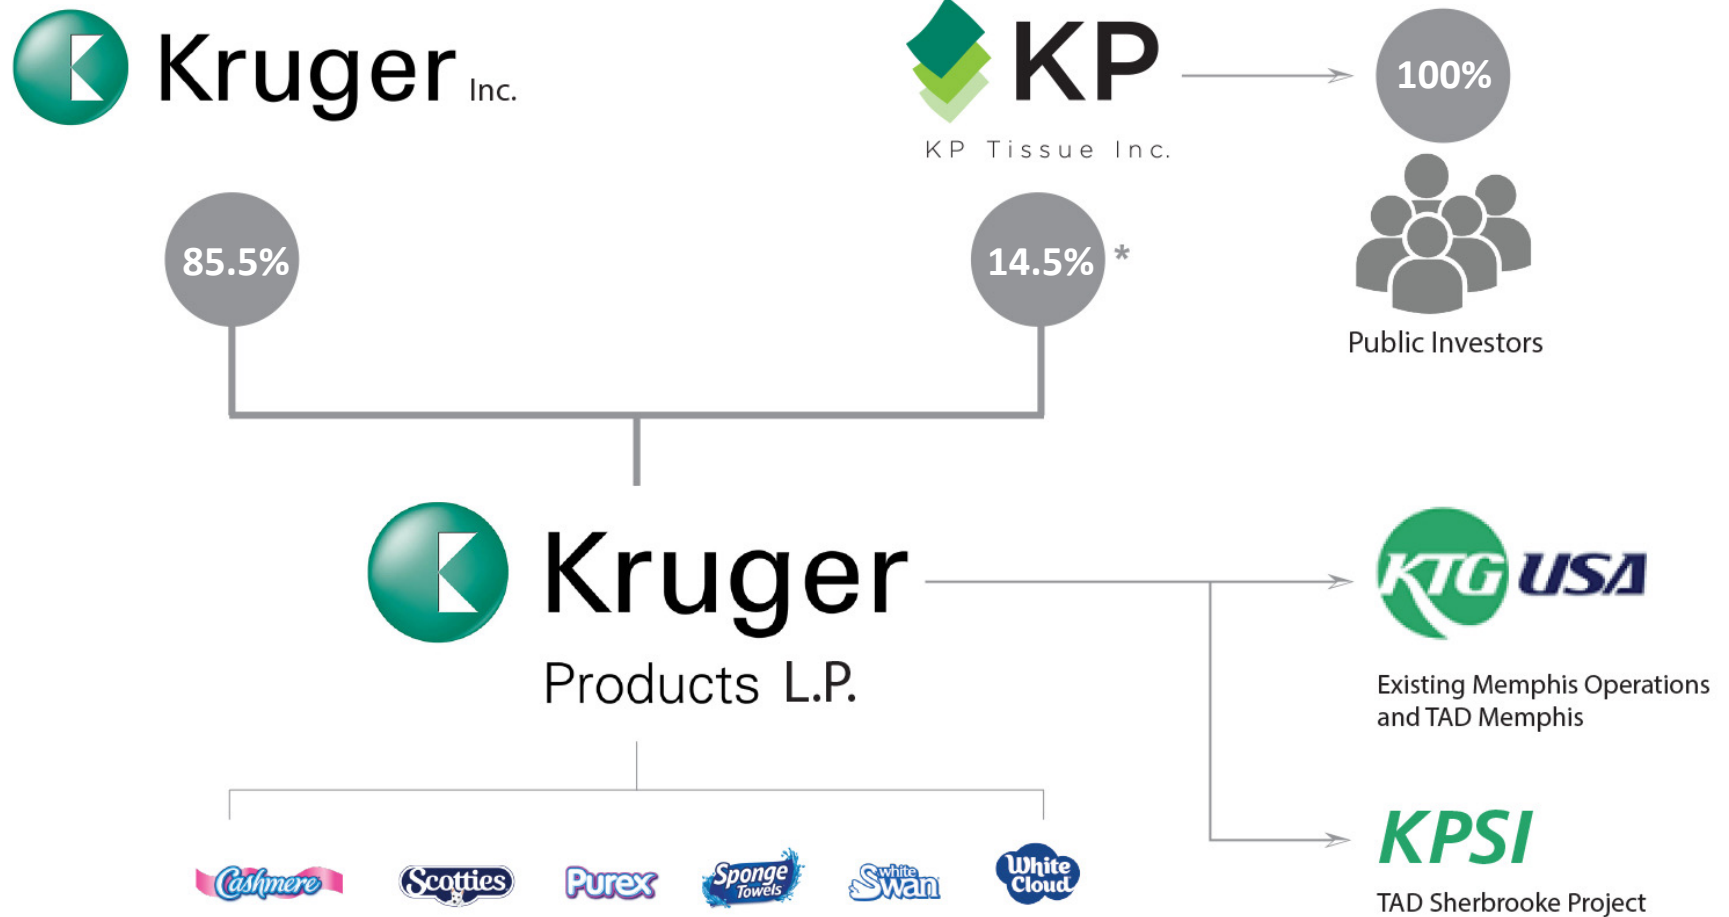 Kruger Inc.
KP
KP Tissue Inc.
100%
85.5%
14.5% *
Public Investors
Kruger
Products L.P.
KTG USA
Existing Memphis Operations
and TAD Memphis
KPSI
TAD Sherbrooke Project
Cashmere
Scotties
Purex
Sponge
Towels
white
Swan
White
Cloud